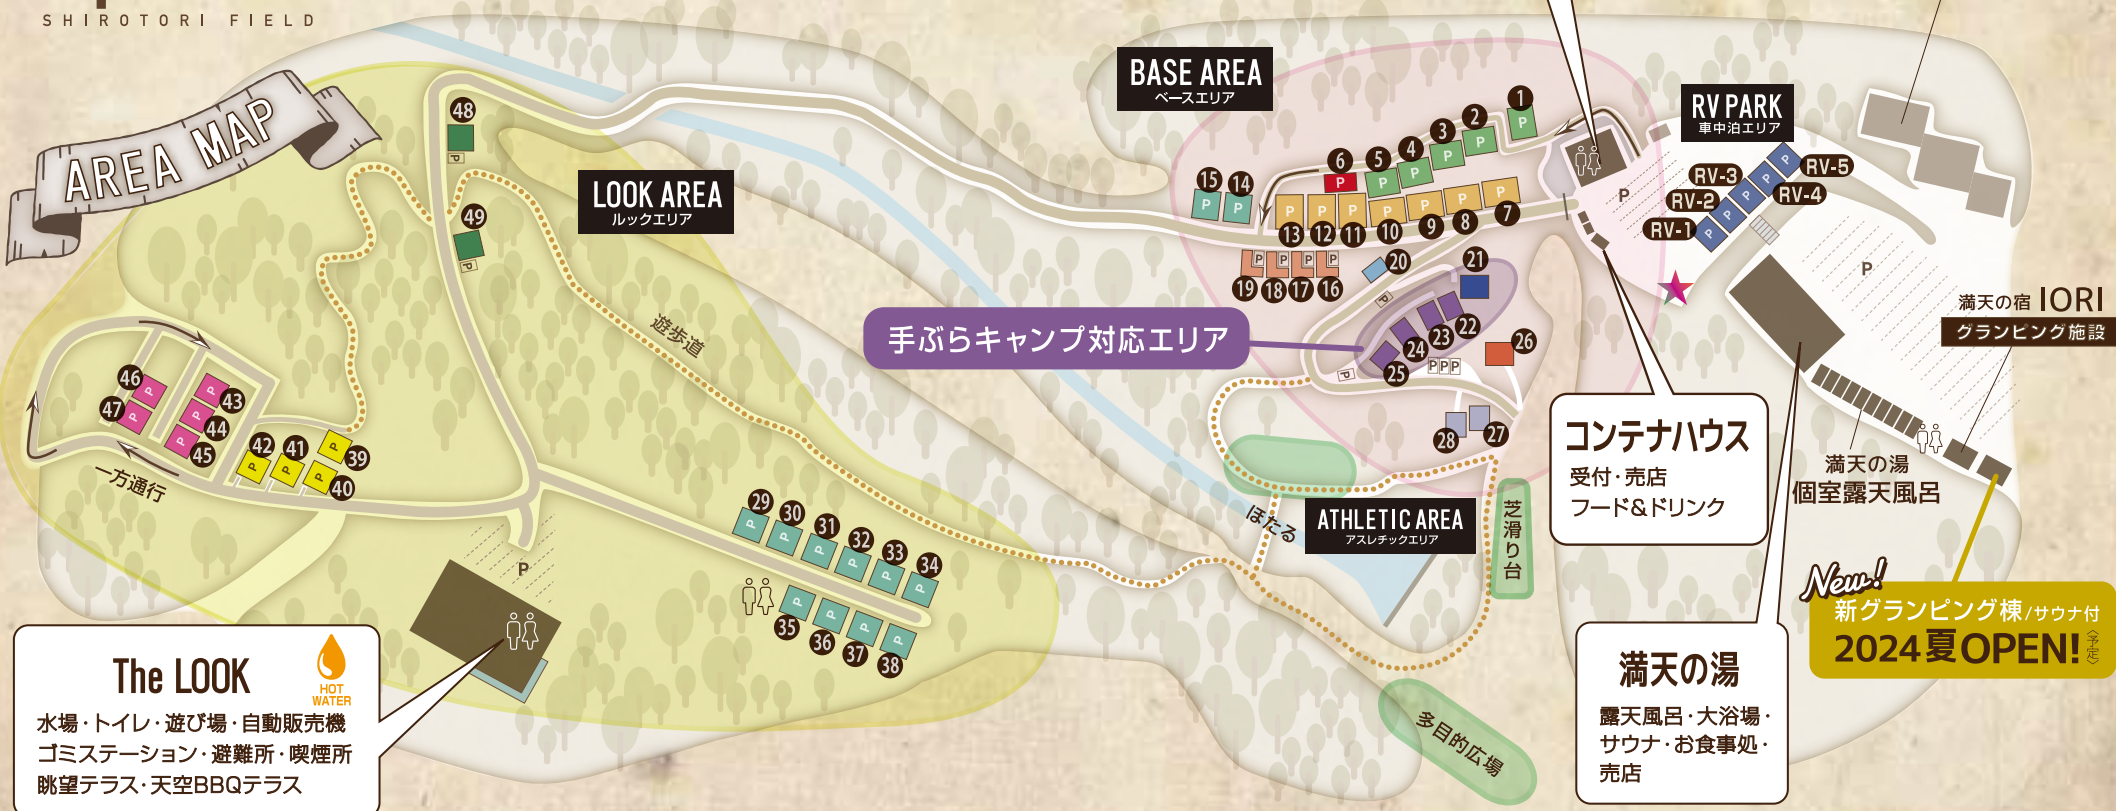 SHIROTORI FIELD
AREA MAP
BASE AREA
ベースエリア
RV PARK
車中泊エリア
LOOK AREA
ルックエリア
48
P
49
P
遊歩道
1
P
2
P
3
P
4
P
5
P
6
P
15
P
14
P
P
13
P
12
P
11
P
10
P
9
P
8
P
7
P
19
P
18
P
17
P
16
20
21
P
22
23
24
25
P
PPP
26
27
28
手ぶらキャンプ対応エリア
P
RV-1
P
RV-2
P
RV-3
P
RV-4
P
RV-5
P
P
満天の宿 IORI
グランピング施設
コンテナハウス
受付・売店
フード&ドリンク
満天の湯
個室露天風呂
New!
新グランピング棟/サウナ付
2024夏OPEN!〈予定〉
満天の湯
露天風呂・大浴場・
サウナ・お食事処・
売店
ATHLETIC AREA
アスレチックエリア
ほたる
芝滑り台
多目的広場
46
P
47
P
43
P
44
P
45
P
42
P
41
P
39
P
40
P
一方通行
29
P
30
P
31
P
32
P
33
P
34
P
35
P
36
P
37
P
38
P
P
The LOOK
HOT
WATER
水場・トイレ・遊び場・自動販売機
ゴミステーション・避難所・喫煙所
眺望テラス・天空BBQテラス